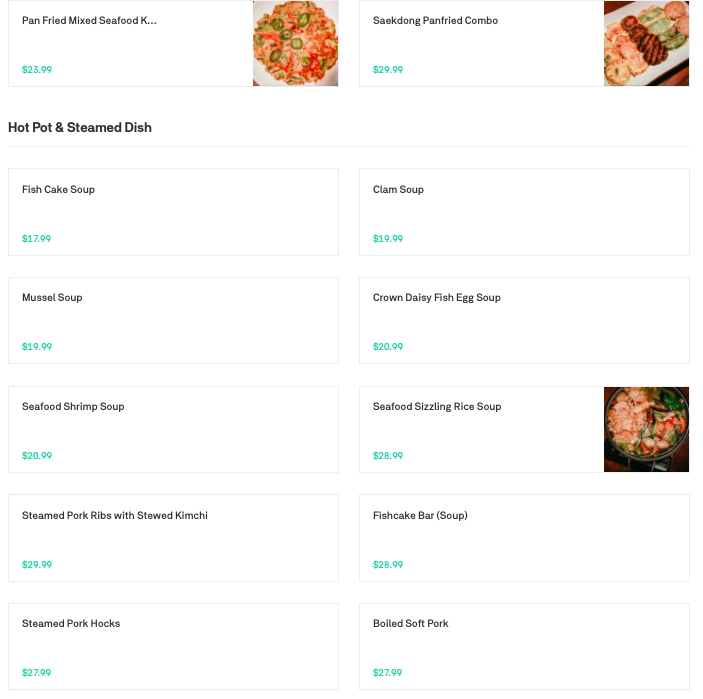 Pan Fried Mixed Seafood K...
Saekdong Panfried Combo
$23.99
$29.99
Hot Pot & Steamed Dish
Fish Cake Soup
Clam Soup
$17.99
$19.99
Mussel Soup
Crown Daisy Fish Egg Soup
$19.99
$20.99
Seafood Shrimp Soup
Seafood Sizzling Rice Soup
$20.99
$28.99
Steamed Pork Ribs with Stewed Kimchi
Fishcake Bar (Soup)
$29.99
$28.99
Steamed Pork Hocks
Boiled Soft Pork
$27.99
$27.99